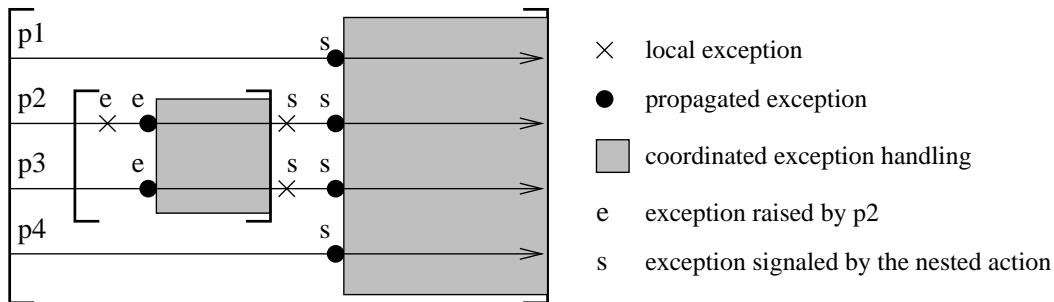 p1 s
p2 e e s s
p3 e s s
p4 s
local exception
propagated exception
coordinated exception handling
e exception raised by p2
s exception signaled by the nested action